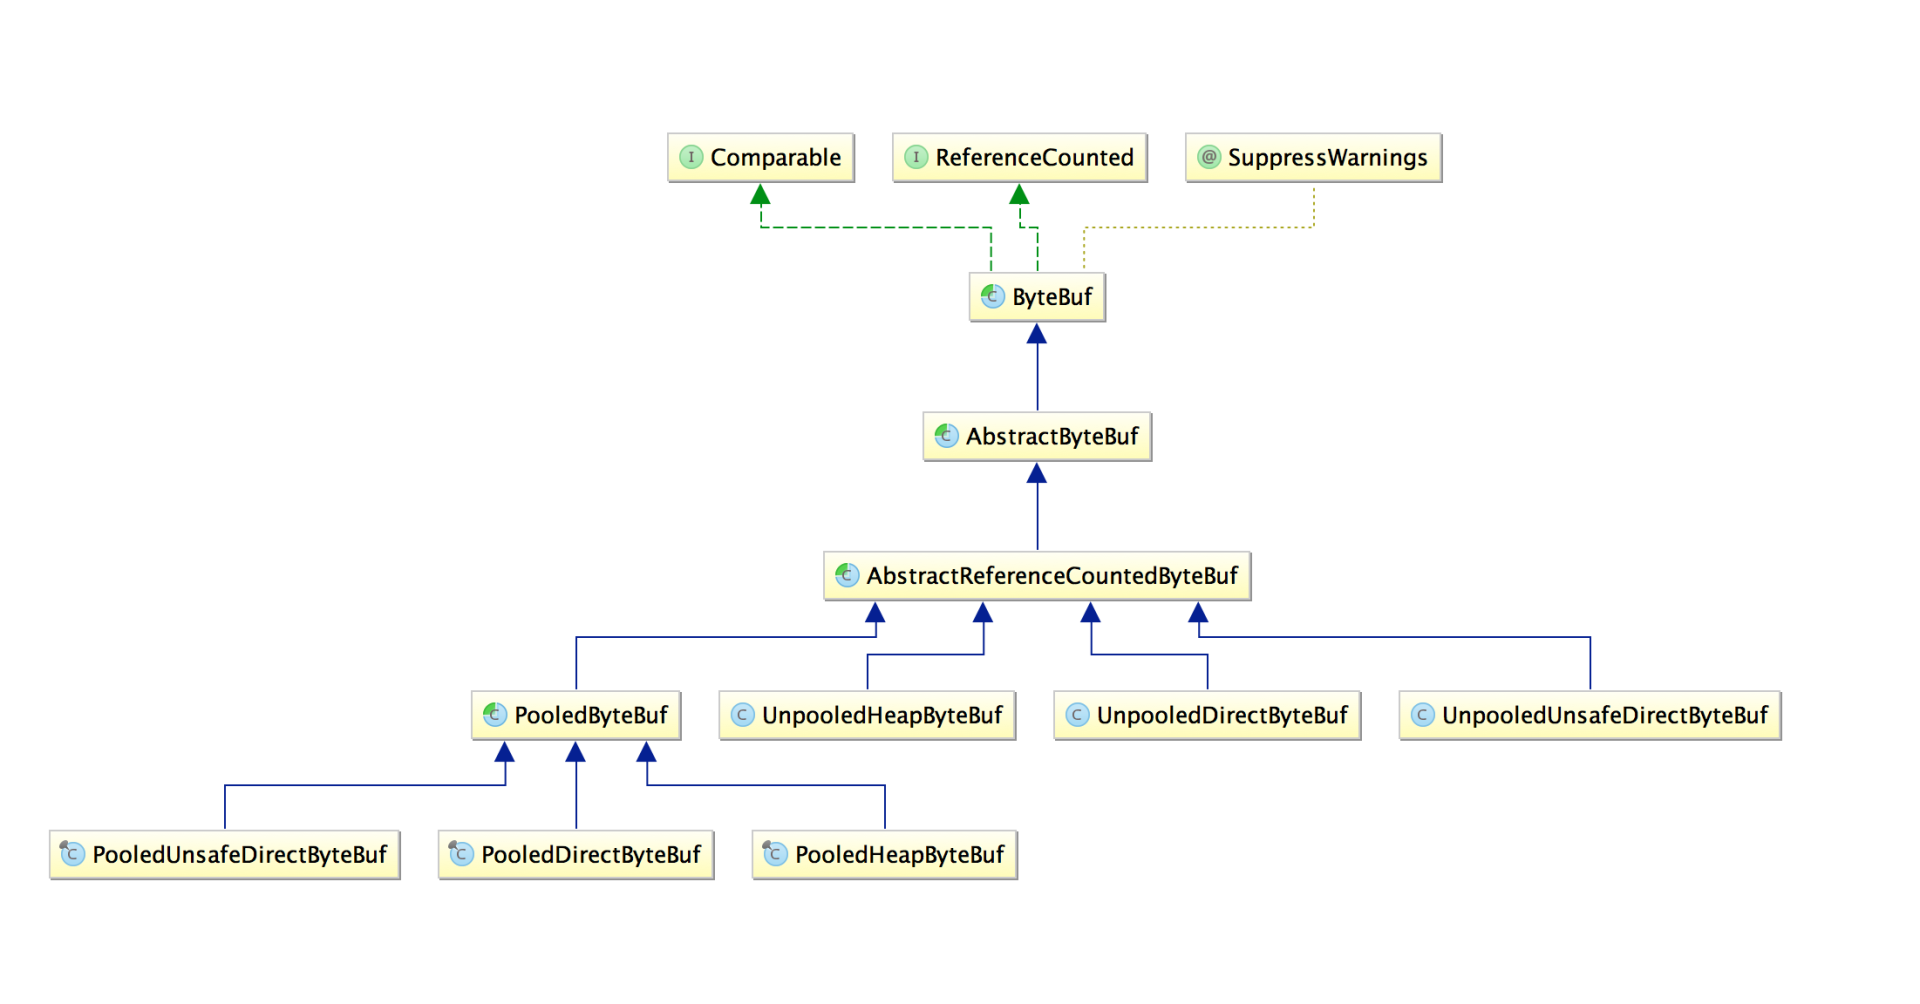 I Comparable
I ReferenceCounted
@ SuppressWarnings
C ByteBuf
C AbstractByteBuf
C AbstractReferenceCountedByteBuf
C PooledByteBuf
C UnpooledHeapByteBuf
C UnpooledDirectByteBuf
C UnpooledUnsafeDirectByteBuf
C PooledUnsafeDirectByteBuf
C PooledDirectByteBuf
C PooledHeapByteBuf